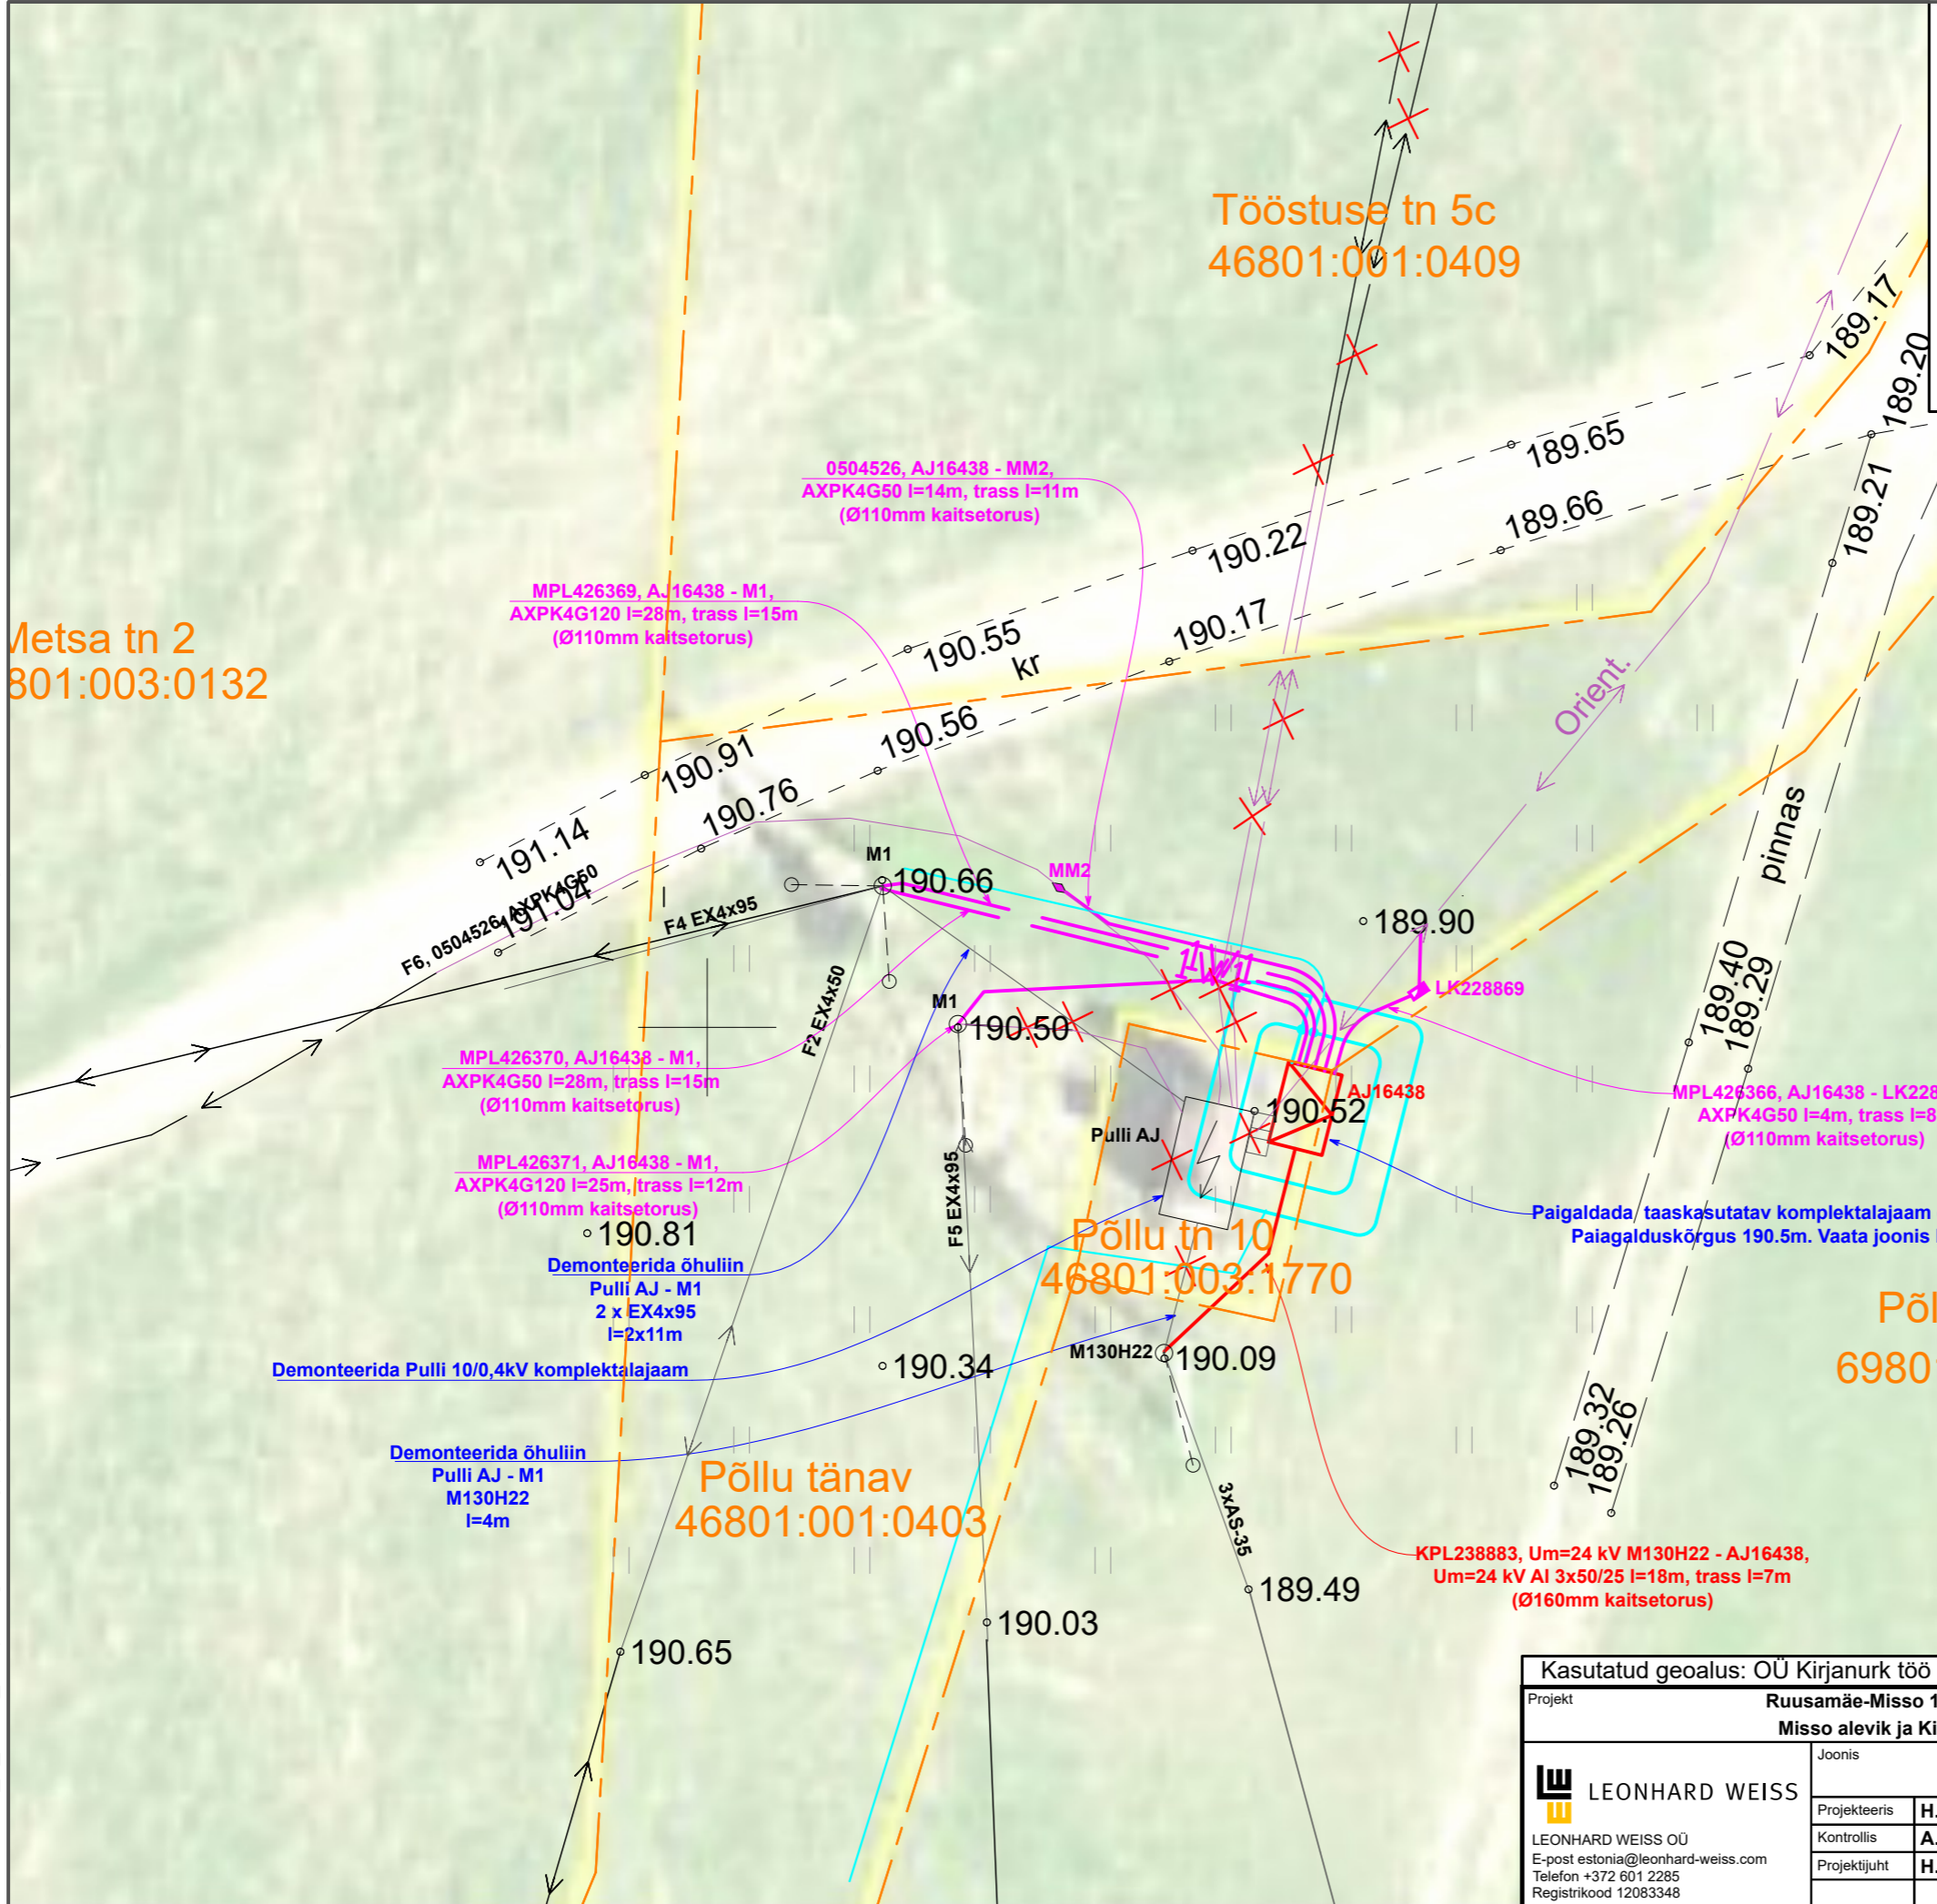 Tööstuse tn 5c
46801:001:0409
189.17
189.20
189.65
189.21
0504526, AJ16438 - MM2,
AXPK4G50 l=14m, trass l=11m
(Ø110mm kaitsetorus)
189.66
190.22
MPL426369, AJ16438 - M1,
AXPK4G120 l=28m, trass l=15m
(Ø110mm kaitsetorus)
Metsa tn 2
801:003:0132
190.55
kr
190.17
Orient.
190.56
190.91
190.76
pinnas
191.14
191.04
M1
190.66
MM2
F6, 0504526, AXPK4G50
F4 EX4x95
189.90
189.40
189.29
LK228869
M1
190.50
F2 EX4x50
MPL426370, AJ16438 - M1,
AXPK4G50 l=28m, trass l=15m
(Ø110mm kaitsetorus)
AJ16438
190.52
MPL426366, AJ16438 - LK228
AXPK4G50 l=4m, trass l=8
(Ø110mm kaitsetorus)
Pulli AJ
MPL426371, AJ16438 - M1,
AXPK4G120 l=25m, trass l=12m
(Ø110mm kaitsetorus)
F5 EX4x95
190.81
Paigaldada taaskasutatav komplektalajaam
Paiagalduskõrgus 190.5m. Vaata joonis
Põllu tn 10
46801:003:1770
Demonteerida õhuliin
Pulli AJ - M1
2 x EX4x95
l=2x11m
Põl
6980
M130H22
190.09
190.34
Demonteerida Pulli 10/0,4kV komplektalajaam
189.32
189.26
Demonteerida õhuliin
Pulli AJ - M1
M130H22
l=4m
Põllu tänav
46801:001:0403
3xAS-35
KPL238883, Um=24 kV M130H22 - AJ16438,
Um=24 kV Al 3x50/25 l=18m, trass l=7m
(Ø160mm kaitsetorus)
189.49
190.03
190.65
Kasutatud geoalus: OÜ Kirjanurk töö
Projekt
Ruusamäe-Misso 1
Misso alevik ja Ki
Joonis
LEONHARD WEISS
Projekteeris H.
Kontrollis A.
Projektijuht H.
LEONHARD WEISS OÜ
E-post estonia@leonhard-weiss.com
Telefon +372 601 2285
Registrikood 12083348